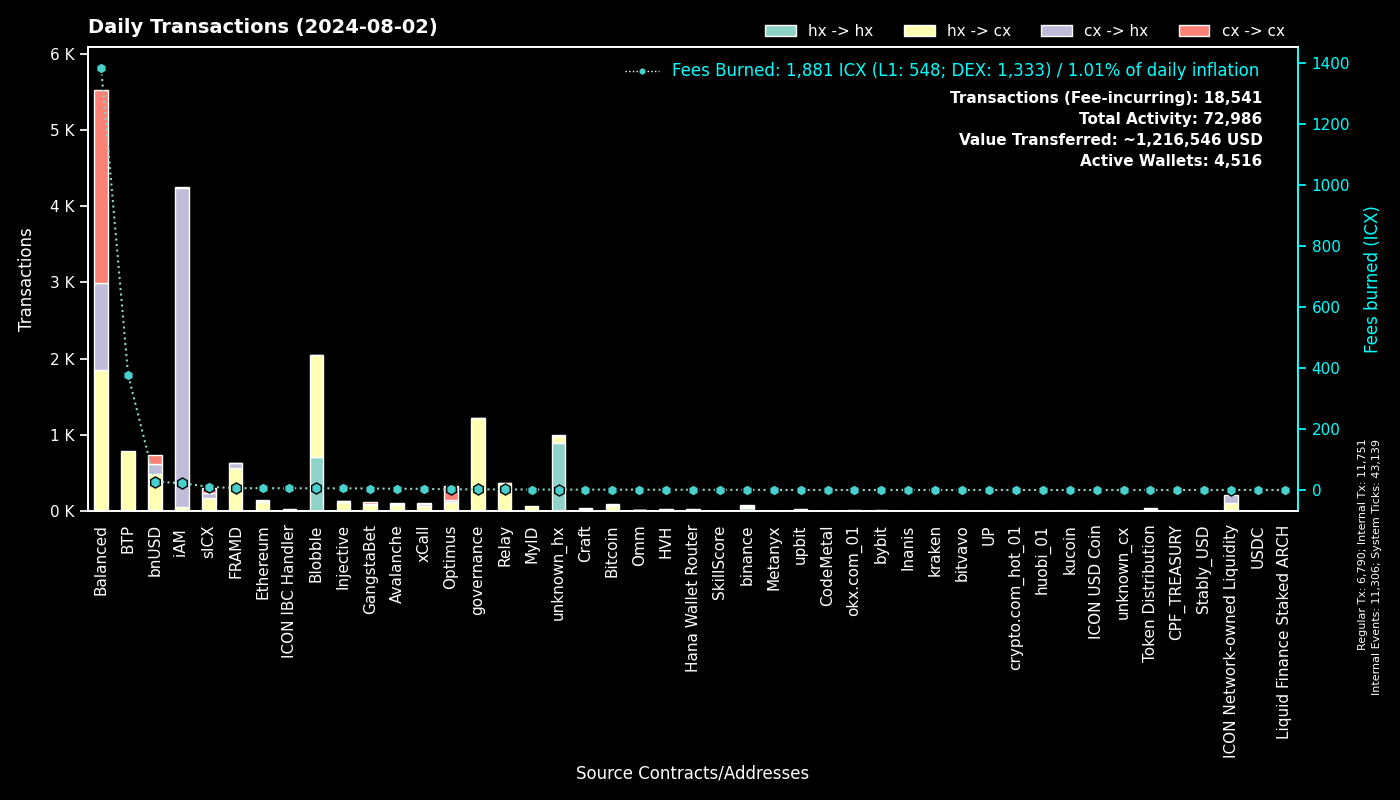 Daily Transactions (2024-08-02)
hx -> hx
hx -> cx
cx -> hx
cx -> cx
Fees Burned: 1,881 ICX (L1: 548; DEX: 1,333) / 1.01% of daily inflation
Transactions (Fee-incurring): 18,541
Total Activity: 72,986
Value Transferred: ~1,216,546 USD
Active Wallets: 4,516
Transactions
6 K
5 K
4 K
3 K
2 K
1 K
0 K
1400
1200
1000
800
600
400
200
0
Fees burned (ICX)
Regular Tx: 6,790; Internal Tx: 11,751
Internal Events: 11,306; System Ticks: 43,139
Balanced
BTP
bnUSD
iAM
sICX
FRAMD
Ethereum
ICON IBC Handler
Blobble
Injective
GangstaBet
Avalanche
xCall
Optimus
governance
Relay
MyID
unknown_hx
Craft
Bitcoin
Omm
HVH
Hana Wallet Router
SkillScore
binance
Metanyx
upbit
CodeMetal
okx.com_01
bybit
Inanis
kraken
bitvavo
UP
crypto.com_hot_01
huobi_01
kucoin
ICON USD Coin
unknown_cx
Token Distribution
CPF_TREASURY
Stably_USD
ICON Network-owned Liquidity
USDC
Liquid Finance Staked ARCH
Source Contracts/Addresses